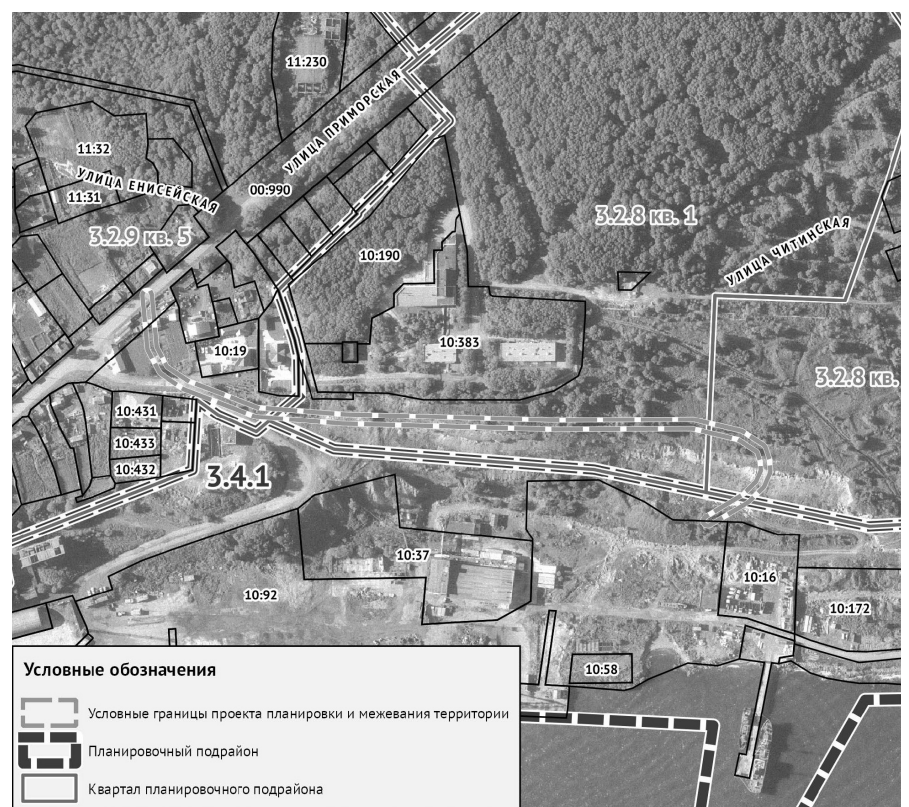 11:230
УЛИЦА ПРИМОРСКАЯ
11:32
УЛИЦА ЕНИСЕЙСКАЯ
11:31
00:990
3.2.9 кв. 5
3.2.8 кв. 1
УЛИЦА ЧИТИНСКАЯ
10:190
10:383
10:19
3.2.8 кв.
10:431
10:433
10:432
3.4.1
10:37
10:92
10:16
10:172
10:58
Условные обозначения
Условные границы проекта планировки и межевания территории
Планировочный подрайон
Квартал планировочного подрайона